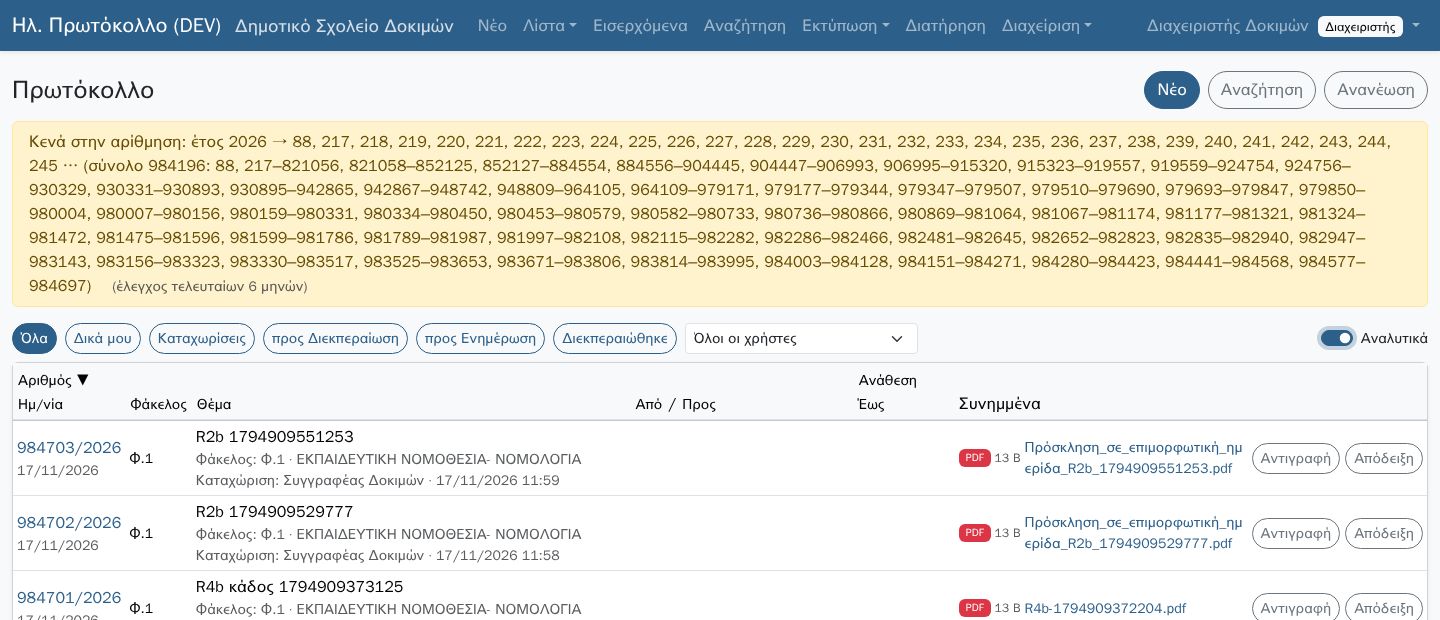 Ηλ. Πρωτόκολλο (DEV) Δημοτικό Σχολείο Δοκιμών Νέο Λίστα Εισερχόμενα Αναζήτηση Εκτύπωση Διατήρηση Διαχείριση Διαχειριστής Δοκιμών Διαχειριστής
Πρωτόκολλο Νέο Αναζήτηση Ανανέωση
Κενά στην αρίθμηση: έτος 2026 → 88, 217, 218, 219, 220, 221, 222, 223, 224, 225, 226, 227, 228, 229, 230, 231, 232, 233, 234, 235, 236, 237, 238, 239, 240, 241, 242, 243, 244,
245 ··· (σύνολο 984196: 88, 217–821056, 821058–852125, 852127–884554, 884556–904445, 904447–906993, 906995–915320, 915323–919557, 919559–924754, 924756–
930329, 930331–930893, 930895–942865, 942867–948742, 948809–964105, 964109–979171, 979177–979344, 979347–979507, 979510–979690, 979693–979847, 979850–
980004, 980007–980156, 980159–980331, 980334–980450, 980453–980579, 980582–980733, 980736–980866, 980869–981064, 981067–981174, 981177–981321, 981324–
981472, 981475–981596, 981599–981786, 981789–981987, 981997–982108, 982115–982282, 982286–982466, 982481–982645, 982652–982823, 982835–982940, 982947–
983143, 983156–983323, 983330–983517, 983525–983653, 983671–983806, 983814–983995, 984003–984128, 984151–984271, 984280–984423, 984441–984568, 984577–
984697) (έλεγχος τελευταίων 6 μηνών)
Όλα Δικά μου Καταχωρίσεις προς Διεκπεραίωση προς Ενημέρωση Διεκπεραιώθηκε Όλοι οι χρήστες Αναλυτικά
Αριθμός ▼ Ανάθεση
Ημ/νία Φάκελος Θέμα Από / Προς Έως Συνημμένα
R2b 1794909551253
984703/2026 Φ.1 Φάκελος: Φ.1 · ΕΚΠΑΙΔΕΥΤΙΚΗ ΝΟΜΟΘΕΣΙΑ- ΝΟΜΟΛΟΓΙΑ PDF 13 B Πρόσκληση_σε_επιμορφωτική_ημ Αντιγραφή Απόδειξη
17/11/2026 Καταχώριση: Συγγραφέας Δοκιμών · 17/11/2026 11:59 ερίδα_R2b_1794909551253.pdf
R2b 1794909529777
984702/2026 Φ.1 Φάκελος: Φ.1 · ΕΚΠΑΙΔΕΥΤΙΚΗ ΝΟΜΟΘΕΣΙΑ- ΝΟΜΟΛΟΓΙΑ PDF 13 B Πρόσκληση_σε_επιμορφωτική_ημ Αντιγραφή Απόδειξη
17/11/2026 Καταχώριση: Συγγραφέας Δοκιμών · 17/11/2026 11:58 ερίδα_R2b_1794909529777.pdf
R4b κάδος 1794909373125
984701/2026 Φ.1 Φάκελος: Φ.1 · ΕΚΠΑΙΔΕΥΤΙΚΗ ΝΟΜΟΘΕΣΙΑ- ΝΟΜΟΛΟΓΙΑ PDF 13 B R4b-1794909372204.pdf Αντιγραφή Απόδειξη
17/11/2026